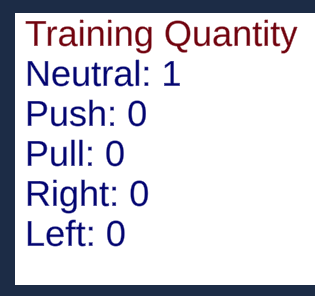 Training Quantity
Neutral: 1
Push: 0
Pull: 0
Right: 0
Left: 0